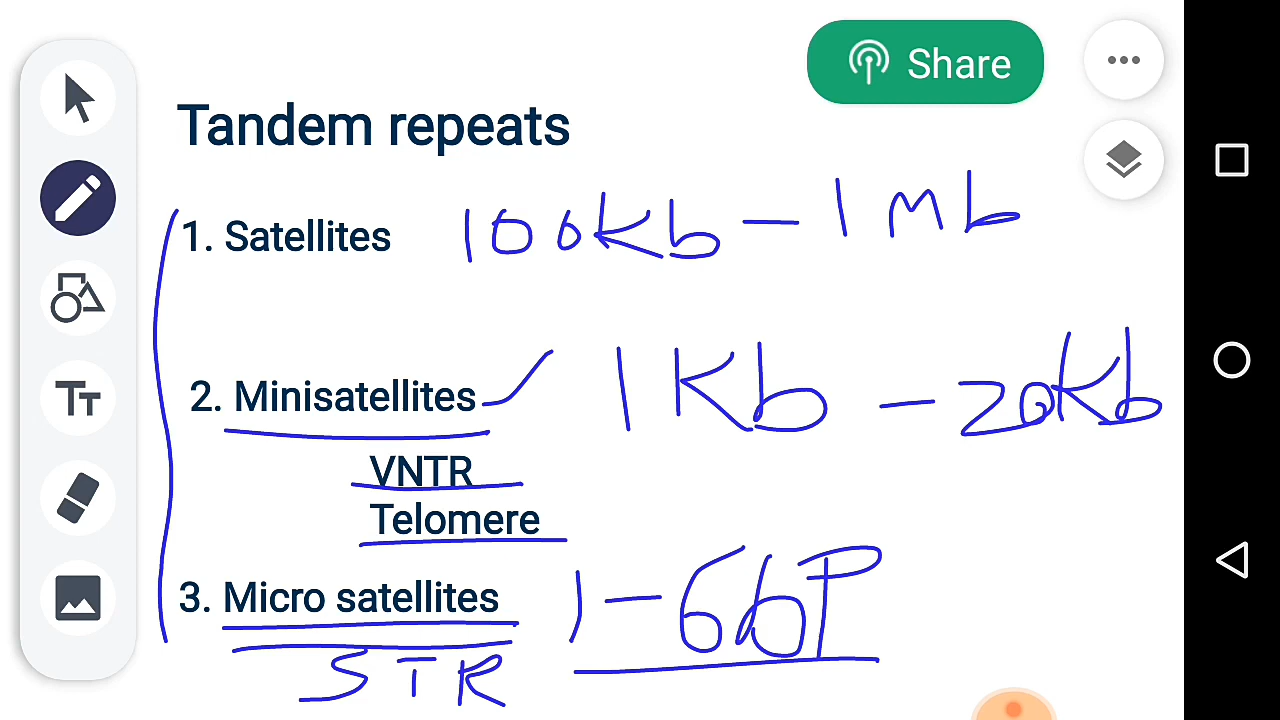 Share
Tandem repeats
1. Satellites 100Kb - 1Mb
2. Minisatellites 1Kb - 20Kb
VNTR
Telomere
3. Micro satellites 1-6bP
STR
TT